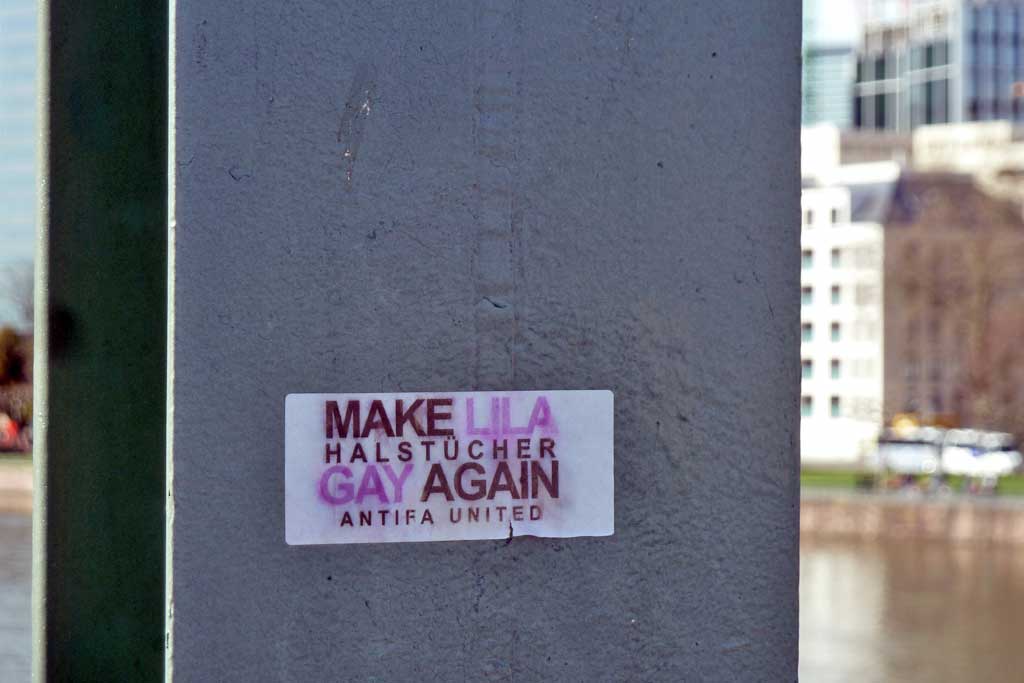 MAKE LILA
HALSTÜCHER
GAY AGAIN
ANTIFA UNITED